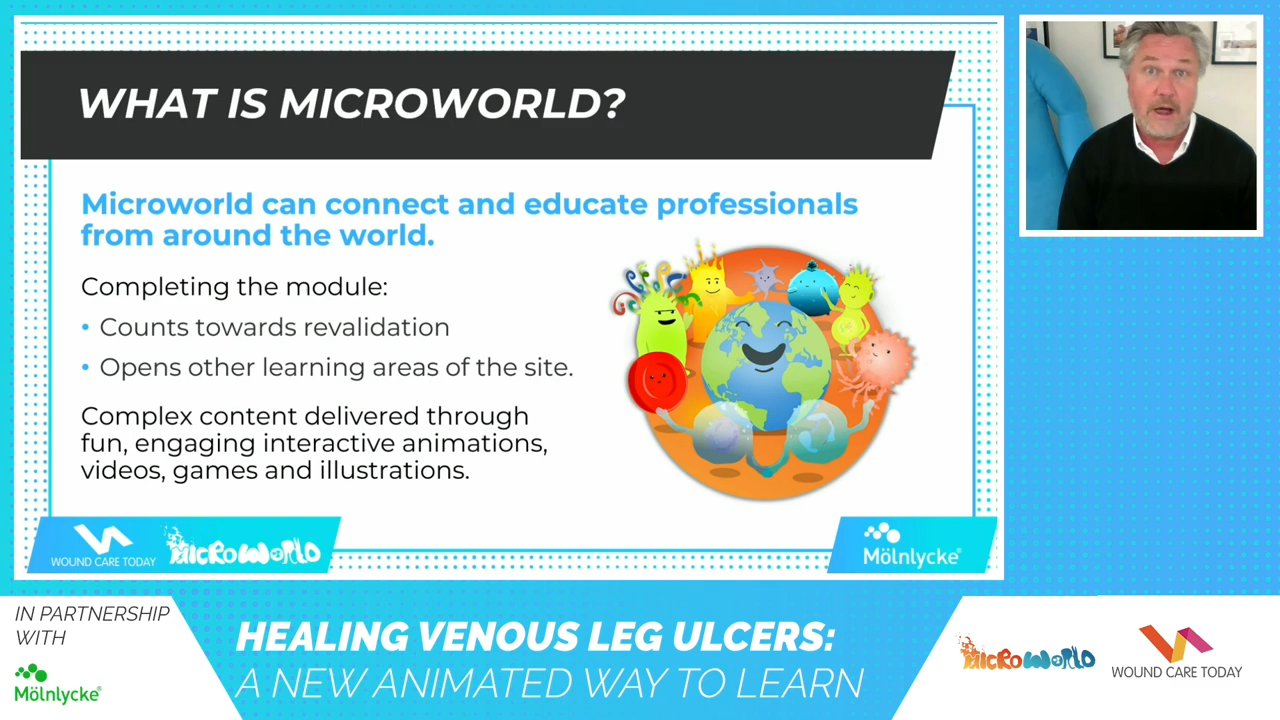 WHAT IS MICROWORLD?
Microworld can connect and educate professionals
from around the world.
Completing the module:
• Counts towards revalidation
• Opens other learning areas of the site.
Complex content delivered through
fun, engaging interactive animations,
videos, games and illustrations.
WOUND CARE TODAY
MICROWORLD
Mölnlycke®
IN PARTNERSHIP
WITH
Mölnlycke®
HEALING VENOUS LEG ULCERS:
A NEW ANIMATED WAY TO LEARN
MICROWORLD
WOUND CARE TODAY